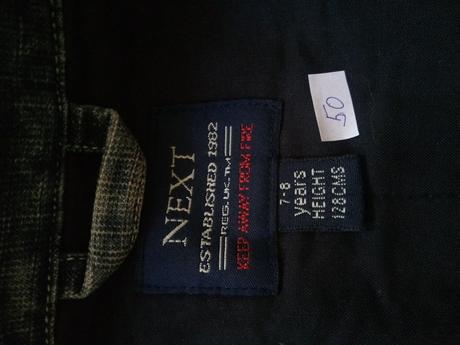 NEXT
ESTABLISHED 1982
REG. UK. TM
KEEP AWAY FROM FIRE
7-8
years
HEIGHT
128CMS
50